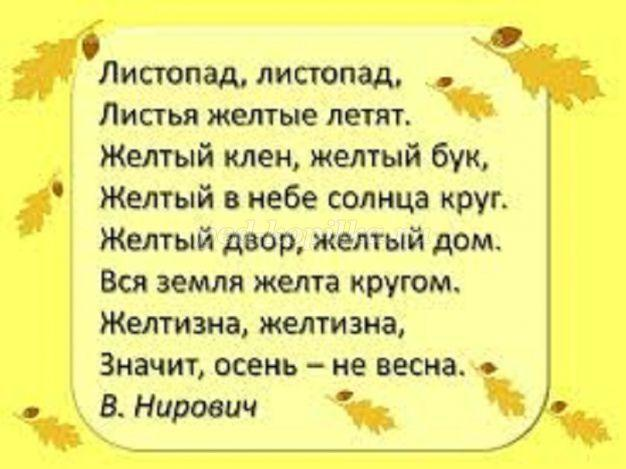 Листопад, листопад,
Листья желтые летят.
Желтый клен, желтый бук,
Желтый в небе солнца круг.
Желтый двор, желтый дом.
Вся земля желта кругом.
Желтизна, желтизна,
Значит, осень – не весна.
В. Нирович